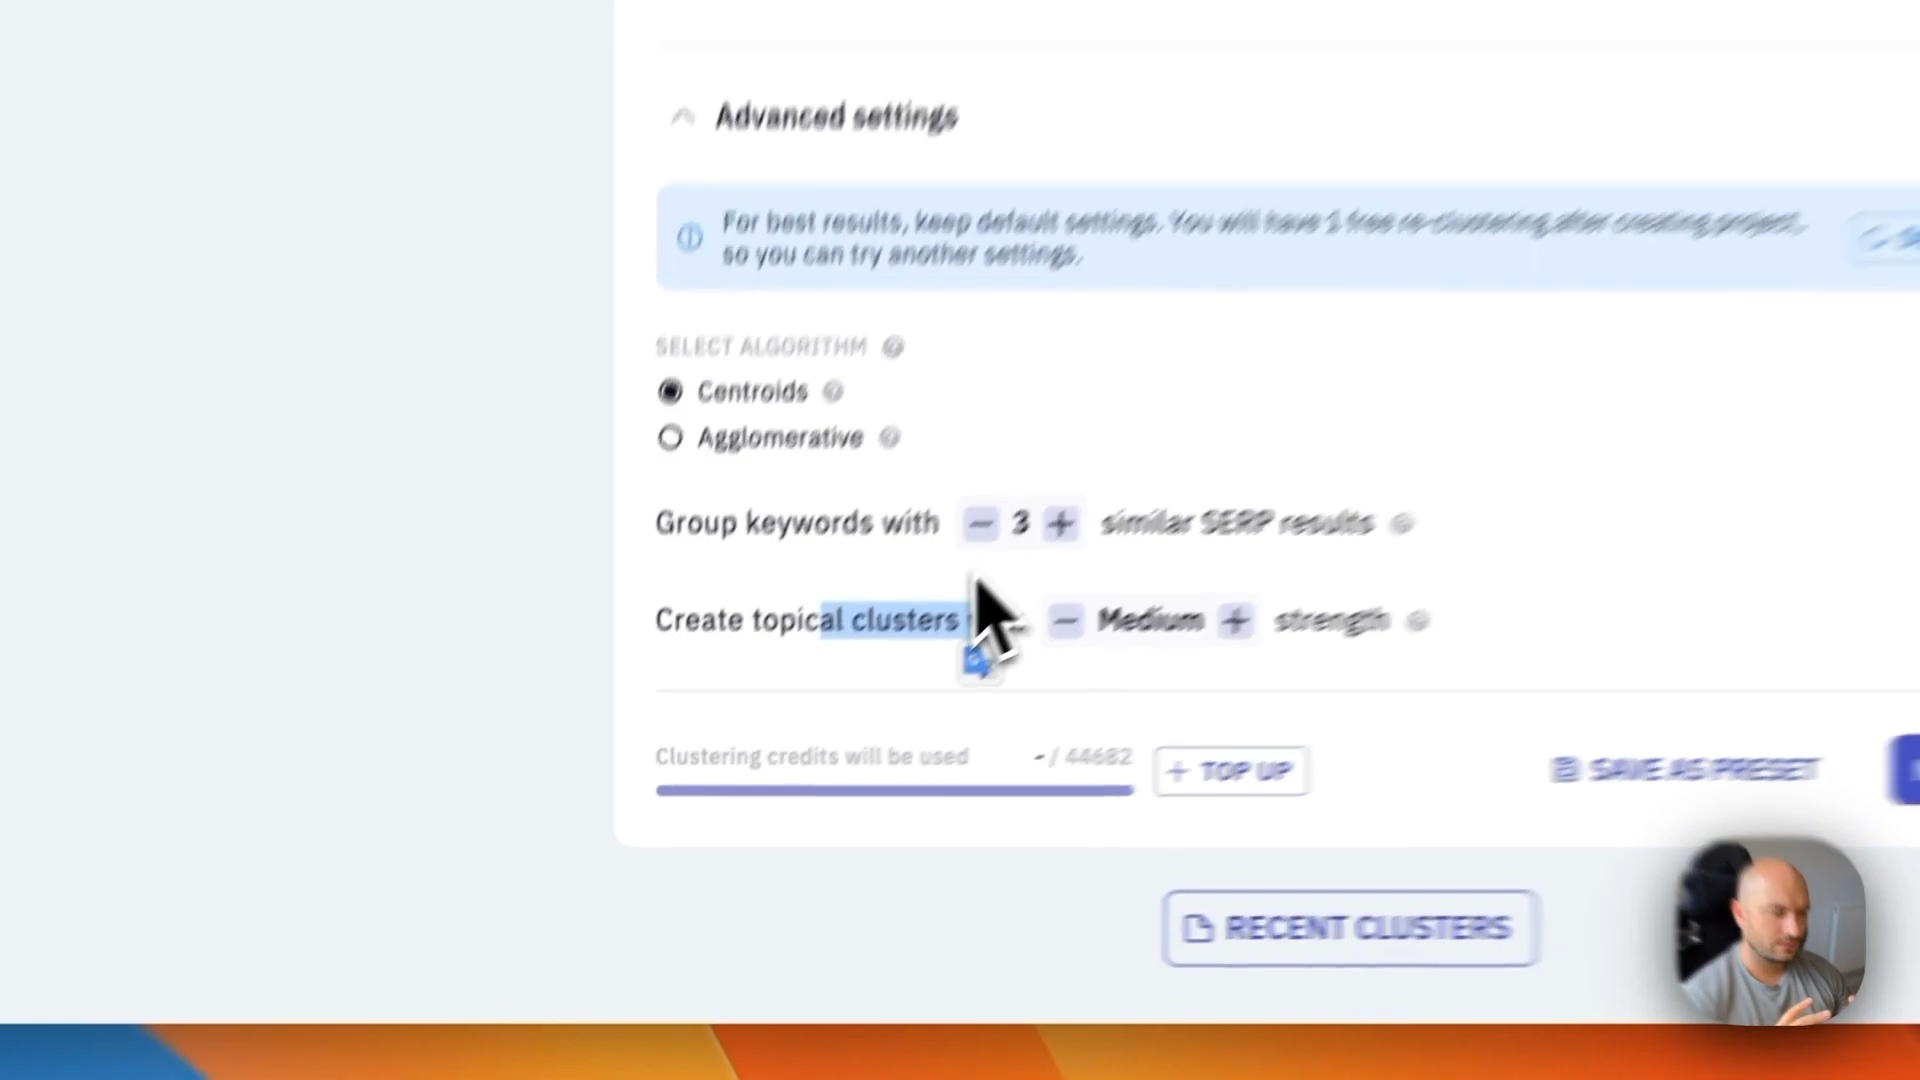 Advanced settings
For best results, keep default settings. You will have 1 free re-clustering after creating project,
so you can try another settings.
SELECT ALGORITHM
Centroids
Agglomerative
Group keywords with - 3 + similar SERP results
Create topical clusters - Medium + strength
Clustering credits will be used - / 44682 + TOP UP
SAVE AS PRESET
RECENT CLUSTERS